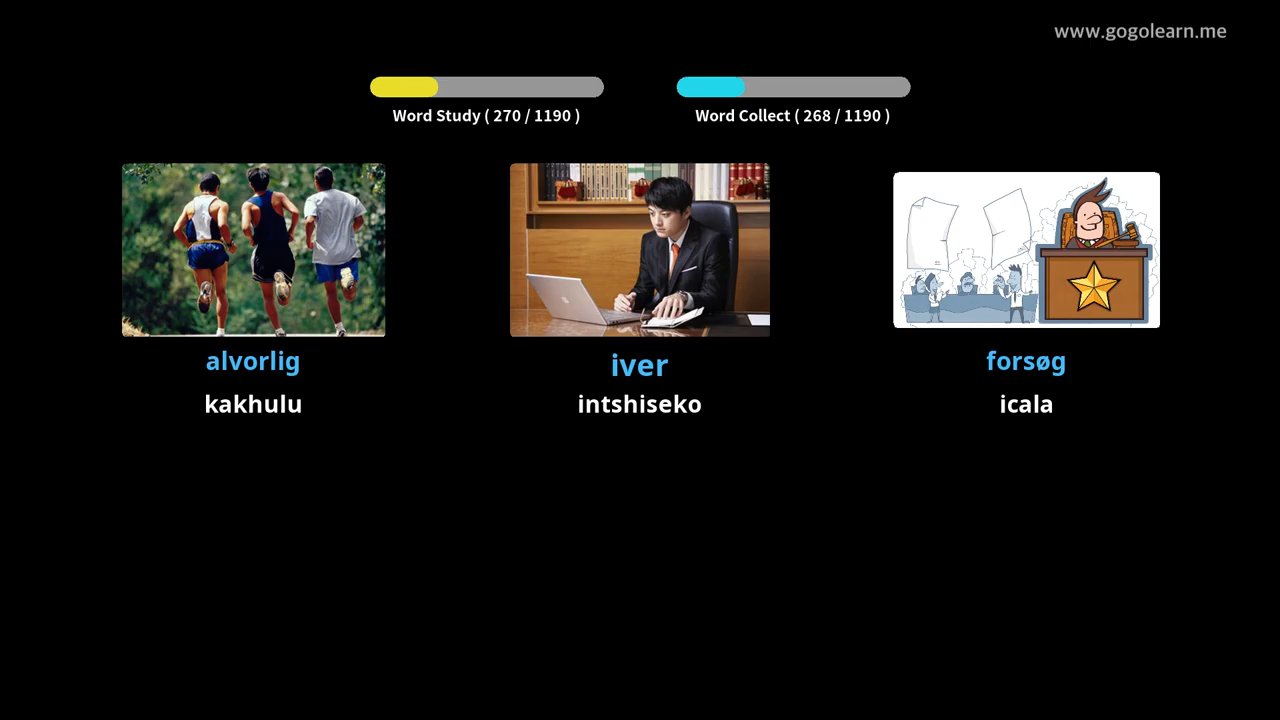 www.gogolearn.me
Word Study ( 270 / 1190 )
Word Collect ( 268 / 1190 )
alvorlig
iver
forsøg
kakhulu
intshiseko
icala